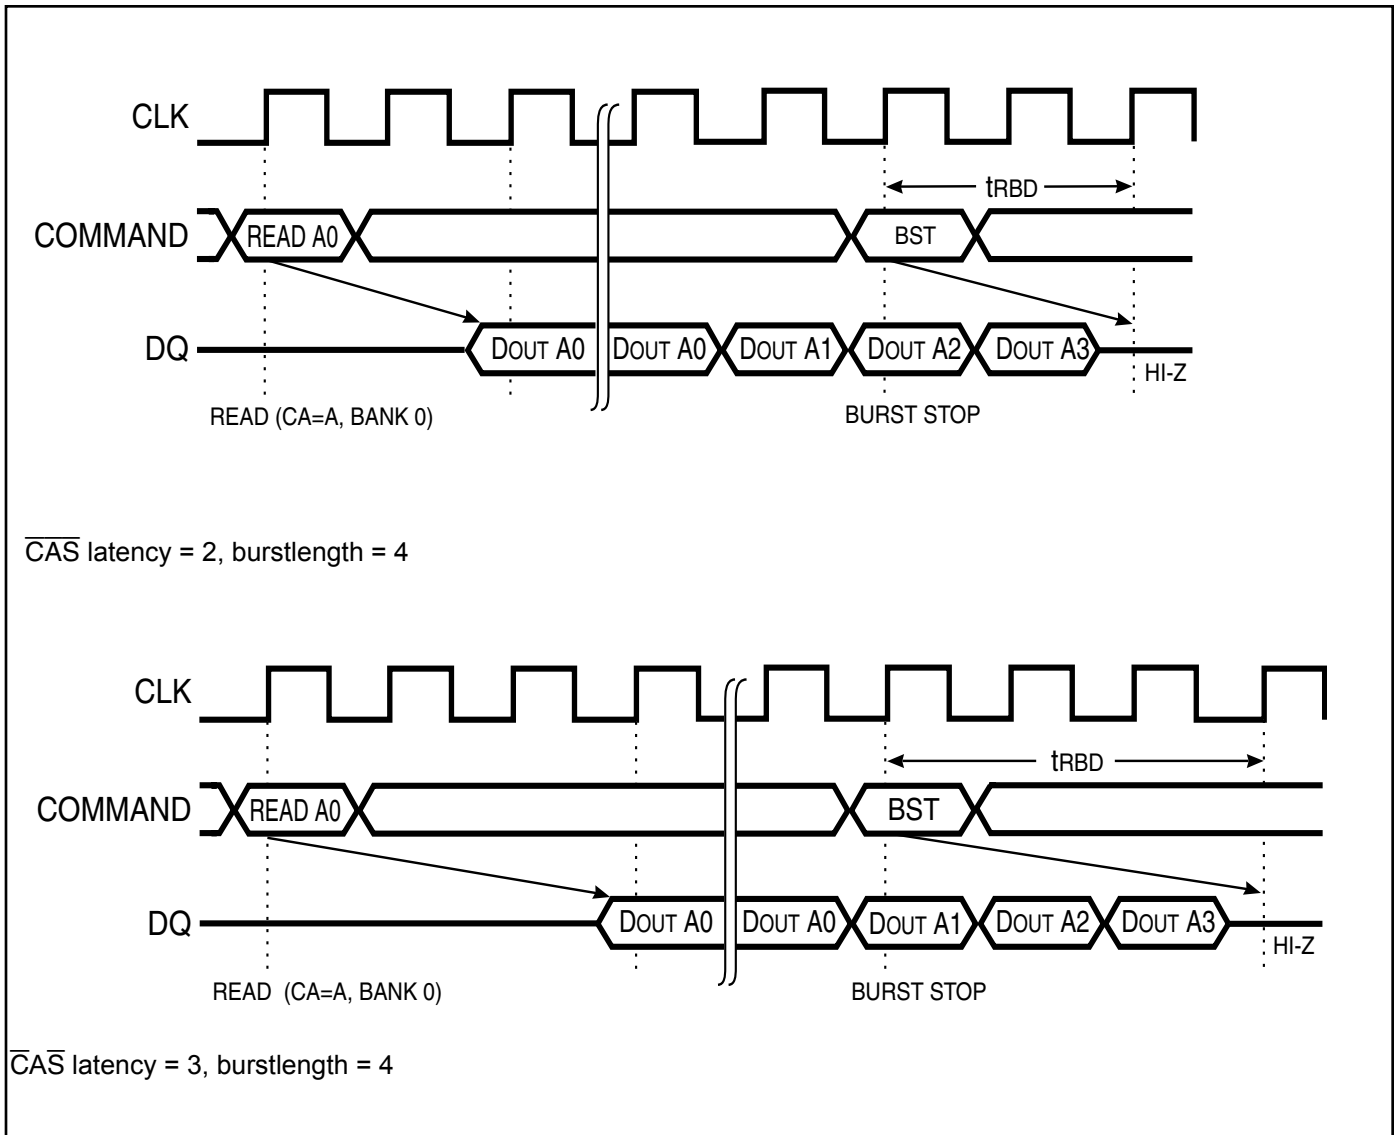 CLK
tRBD
COMMAND READ A0 BST
DQ DOUT A0 DOUT A0 DOUT A1 DOUT A2 DOUT A3
HI-Z
READ (CA=A, BANK 0) BURST STOP
C̅A̅S̅ latency = 2, burstlength = 4
CLK
tRBD
COMMAND READ A0 BST
DQ DOUT A0 DOUT A0 DOUT A1 DOUT A2 DOUT A3
HI-Z
READ (CA=A, BANK 0) BURST STOP
C̅AS̅ latency = 3, burstlength = 4